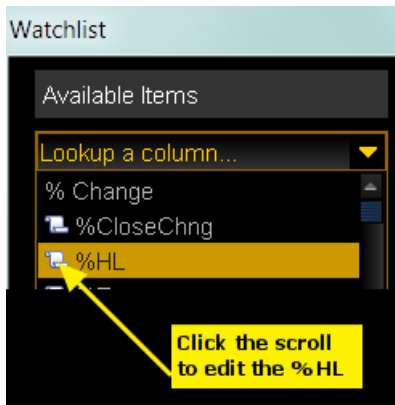 Watchlist
Available Items
Lookup a column...
% Change
%CloseChng
%HL
Click the scroll
to edit the %HL